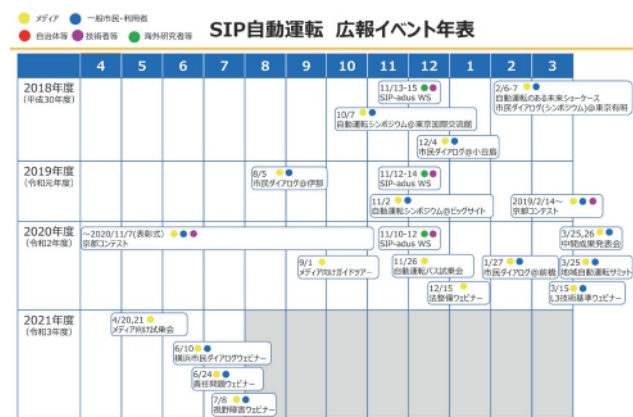 メディア 一般市民・利用者
自治体等 技術者等 海外研究者等
SIP自動運転 広報イベント年表
4 5 6 7 8 9 10 11 12 1 2 3
2018年度
(平成30年度)
11/13-15
SIP-adus WS
10/7
自動運転シンポジウム@東京国際交流館
12/4
市民ダイアログ@小豆島
2/6-7
自動運転のある未来ショーケース
市民ダイアログ(シンポジウム)@東京有明
2019年度
(令和元年度)
8/5
市民ダイアログ@伊那
11/12-14
SIP-adus WS
11/2
自動運転シンポジウム@ビッグサイト
2019/2/14～
京都コンテスト
2020年度
(令和2年度)
～2020/11/7(表彰式)
京都コンテスト
9/1
メディア向けガイドツアー
11/10-12
SIP-adus WS
11/26
自動運転バス試乗会
12/15
法整備ウェビナー
1/27
市民ダイアログ@前橋
3/25,26
中間成果発表会
3/25
地域自動運転サミット
3/15
L3技術基準ウェビナー
2021年度
(令和3年度)
4/20,21
メディア向け試乗会
6/10
横浜市民ダイアログウェビナー
6/24
責任問題ウェビナー
7/8
視野障害ウェビナー